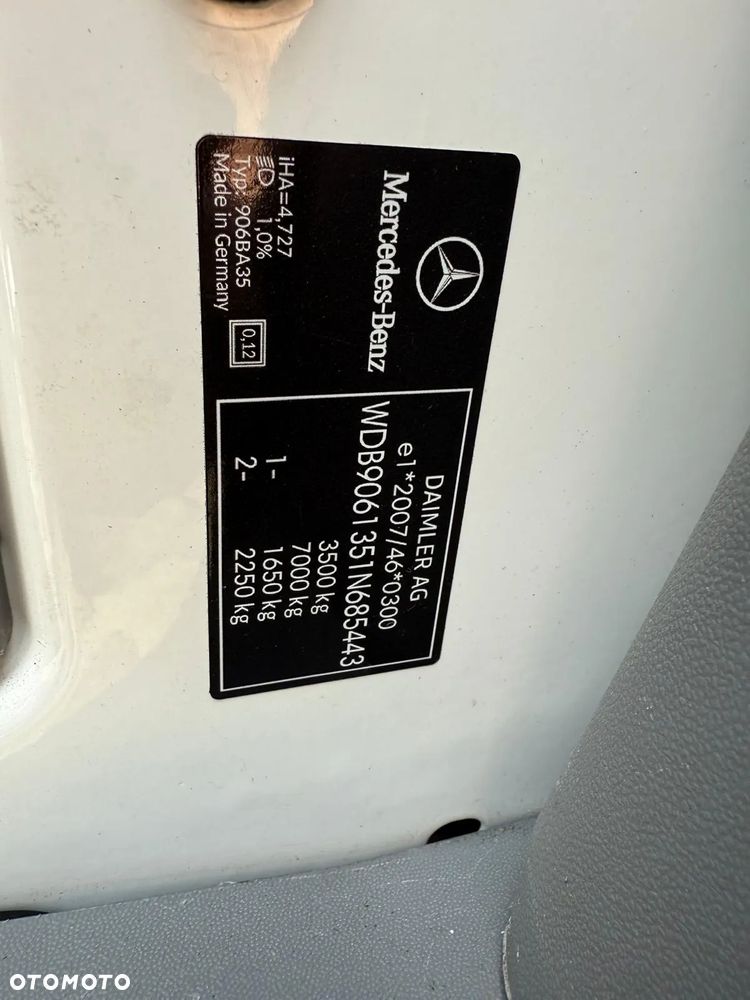 Mercedes-Benz
iHA=4,727
1,0%
Typ: 906BA35
Made in Germany
0,12
DAIMLER AG
e1*2007/46*0300
WDB9061351N685443
3500 kg
7000 kg
1- 1650 kg
2- 2250 kg
OTOMOTO